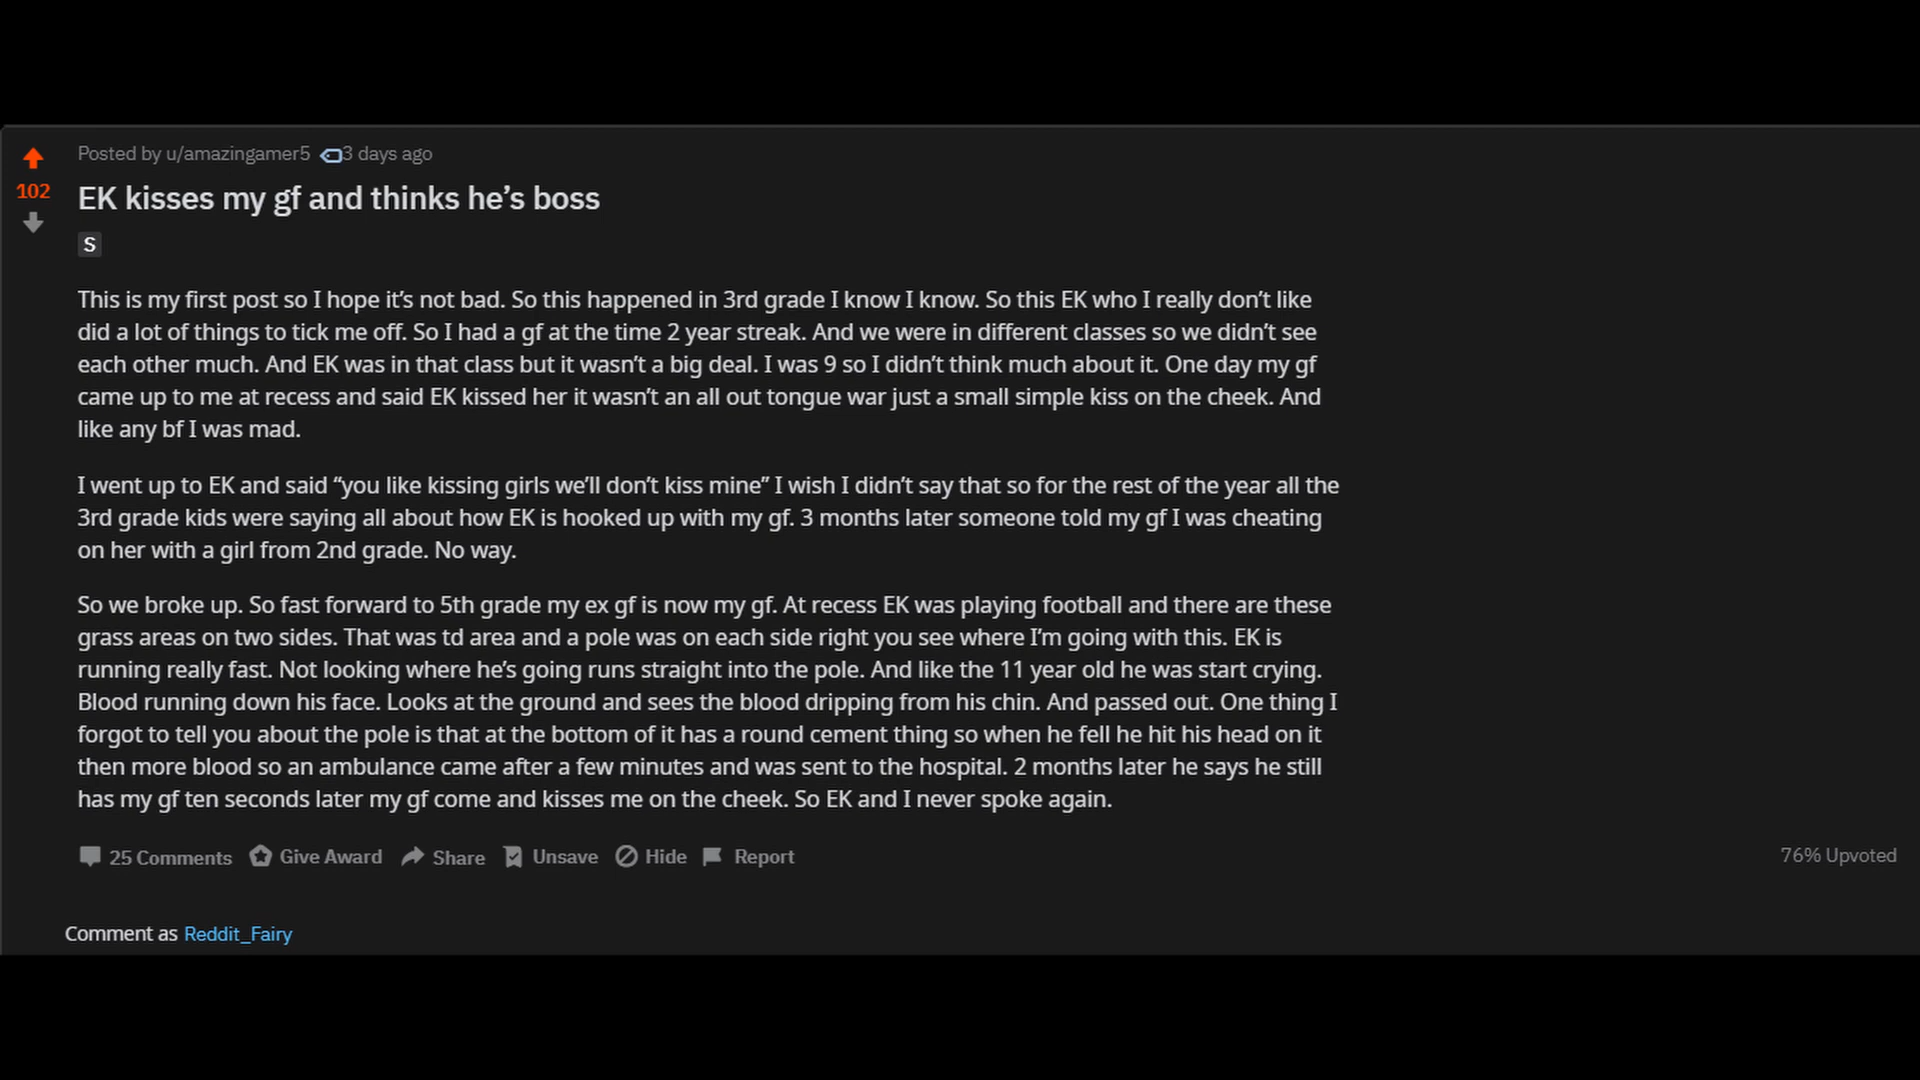 Posted by u/amazingamer5 3 days ago
102
EK kisses my gf and thinks he’s boss
S
This is my first post so I hope it’s not bad. So this happened in 3rd grade I know I know. So this EK who I really don’t like
did a lot of things to tick me off. So I had a gf at the time 2 year streak. And we were in different classes so we didn’t see
each other much. And EK was in that class but it wasn’t a big deal. I was 9 so I didn’t think much about it. One day my gf
came up to me at recess and said EK kissed her it wasn’t an all out tongue war just a small simple kiss on the cheek. And
like any bf I was mad.
I went up to EK and said “you like kissing girls we’ll don’t kiss mine” I wish I didn’t say that so for the rest of the year all the
3rd grade kids were saying all about how EK is hooked up with my gf. 3 months later someone told my gf I was cheating
on her with a girl from 2nd grade. No way.
So we broke up. So fast forward to 5th grade my ex gf is now my gf. At recess EK was playing football and there are these
grass areas on two sides. That was td area and a pole was on each side right you see where I’m going with this. EK is
running really fast. Not looking where he’s going runs straight into the pole. And like the 11 year old he was start crying.
Blood running down his face. Looks at the ground and sees the blood dripping from his chin. And passed out. One thing I
forgot to tell you about the pole is that at the bottom of it has a round cement thing so when he fell he hit his head on it
then more blood so an ambulance came after a few minutes and was sent to the hospital. 2 months later he says he still
has my gf ten seconds later my gf come and kisses me on the cheek. So EK and I never spoke again.
25 Comments Give Award Share Unsave Hide Report 76% Upvoted
Comment as Reddit_Fairy